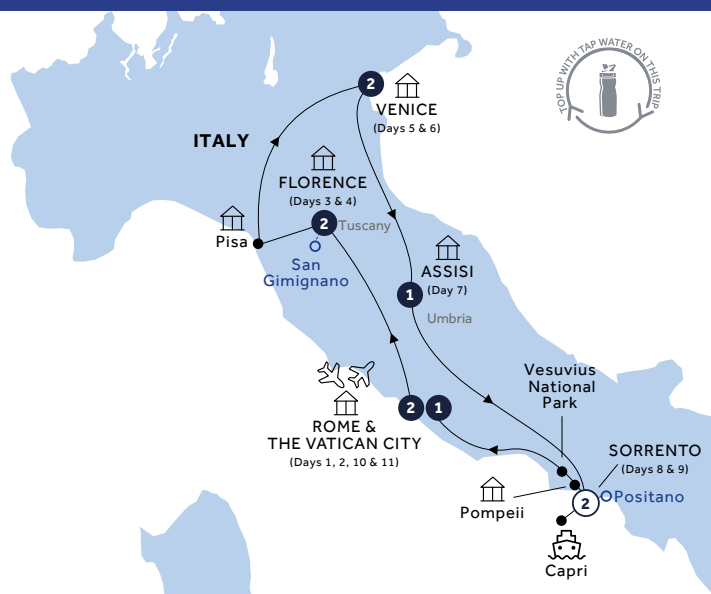 TOP UP WITH TAP WATER ON THIS TRIP
2
VENICE
(Days 5 & 6)
ITALY
FLORENCE
(Days 3 & 4)
2
Tuscany
Pisa
San
Gimignano
ASSISI
(Day 7)
1
Umbria
Vesuvius
National
Park
2
1
ROME &
THE VATICAN CITY
(Days 1, 2, 10 & 11)
SORRENTO
(Days 8 & 9)
2
Positano
Pompeii
Capri